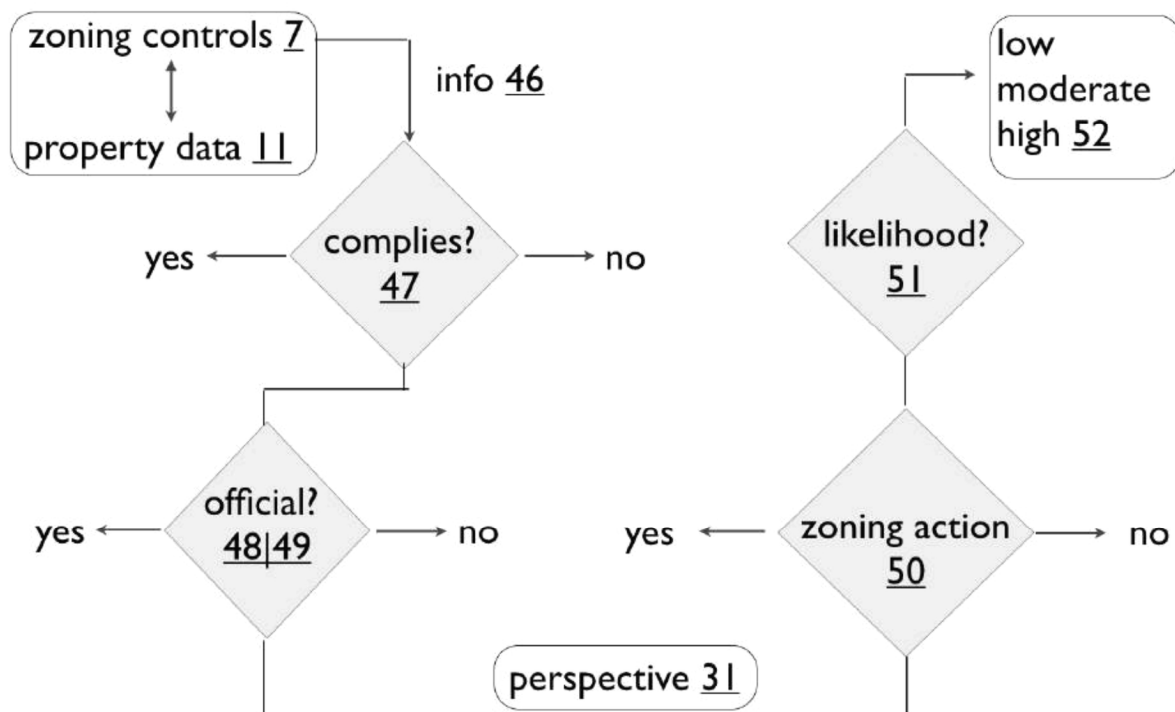 zoning controls 7
property data 11
info 46
complies?
47
yes
no
official?
48|49
yes
no
perspective 31
low
moderate
high 52
likelihood?
51
zoning action
50
yes
no